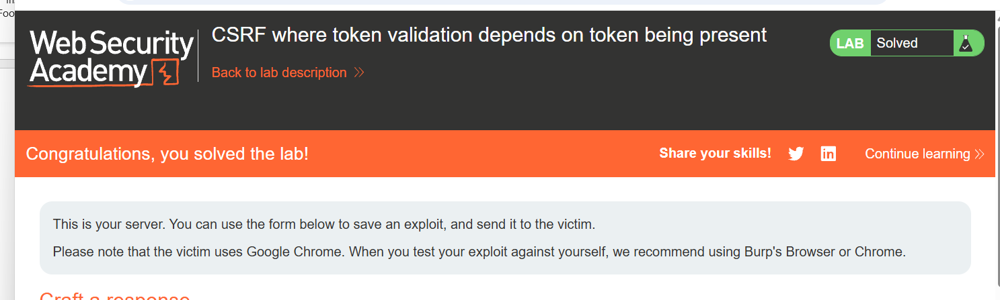 Foo
Web Security
Academy
CSRF where token validation depends on token being present
Back to lab description
LAB Solved
Congratulations, you solved the lab!
Share your skills!
in
Continue learning
This is your server. You can use the form below to save an exploit, and send it to the victim.
Please note that the victim uses Google Chrome. When you test your exploit against yourself, we recommend using Burp's Browser or Chrome.
Craft a response